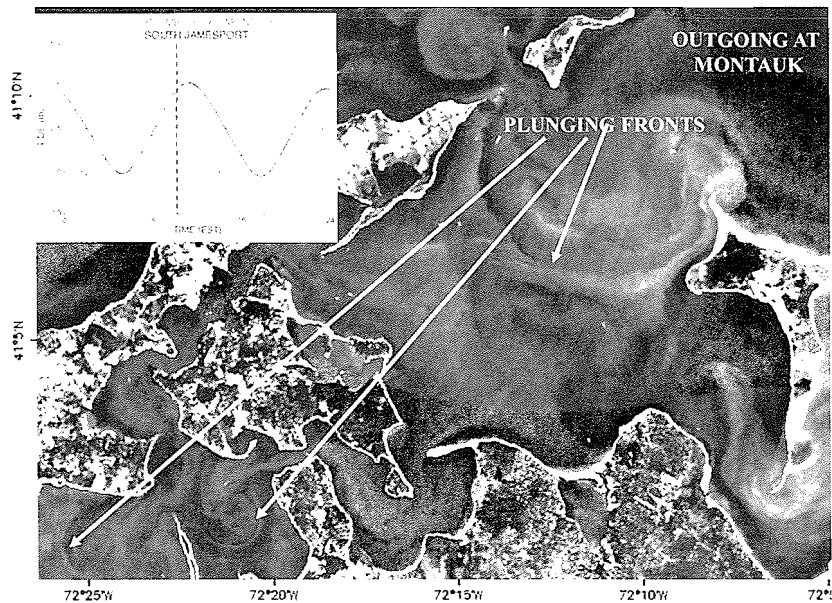 SOUTH JAMESPORT
TIME (EST)
24
OUTGOING AT
MONTAUK
PLUNGING FRONTS
41°10'N
41°5'N
72°25'W
72°20'W
72°15'W
72°10'W